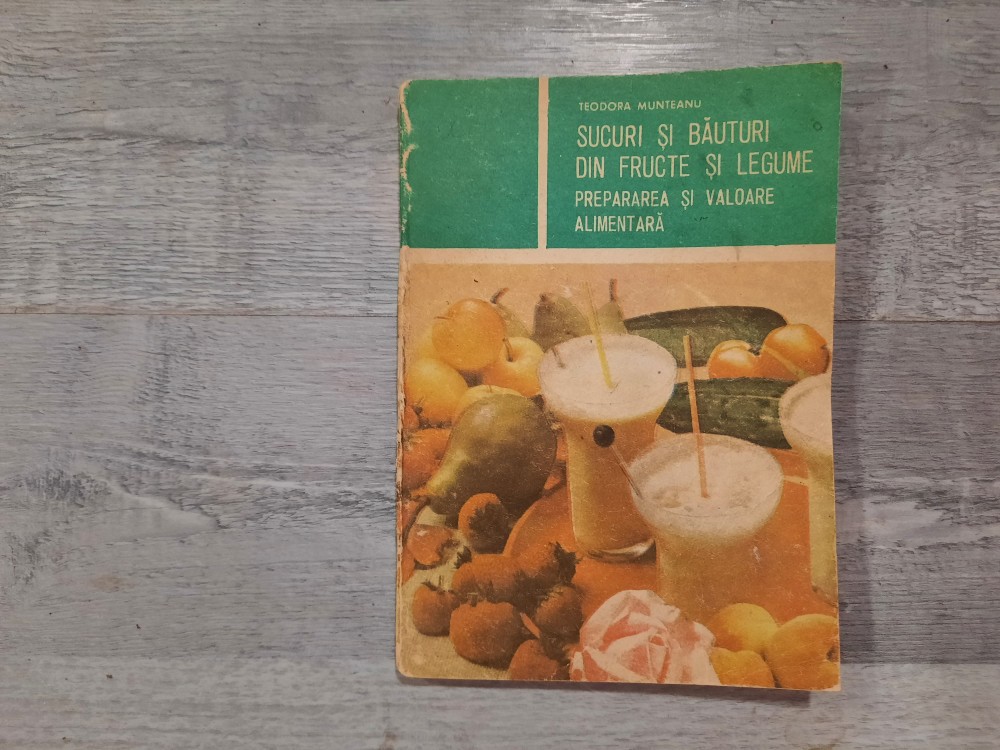 TEODORA MUNTEANU
SUCURI ȘI BĂUTURI
DIN FRUCTE ȘI LEGUME
PREPARAREA ȘI VALOARE
ALIMENTARĂ